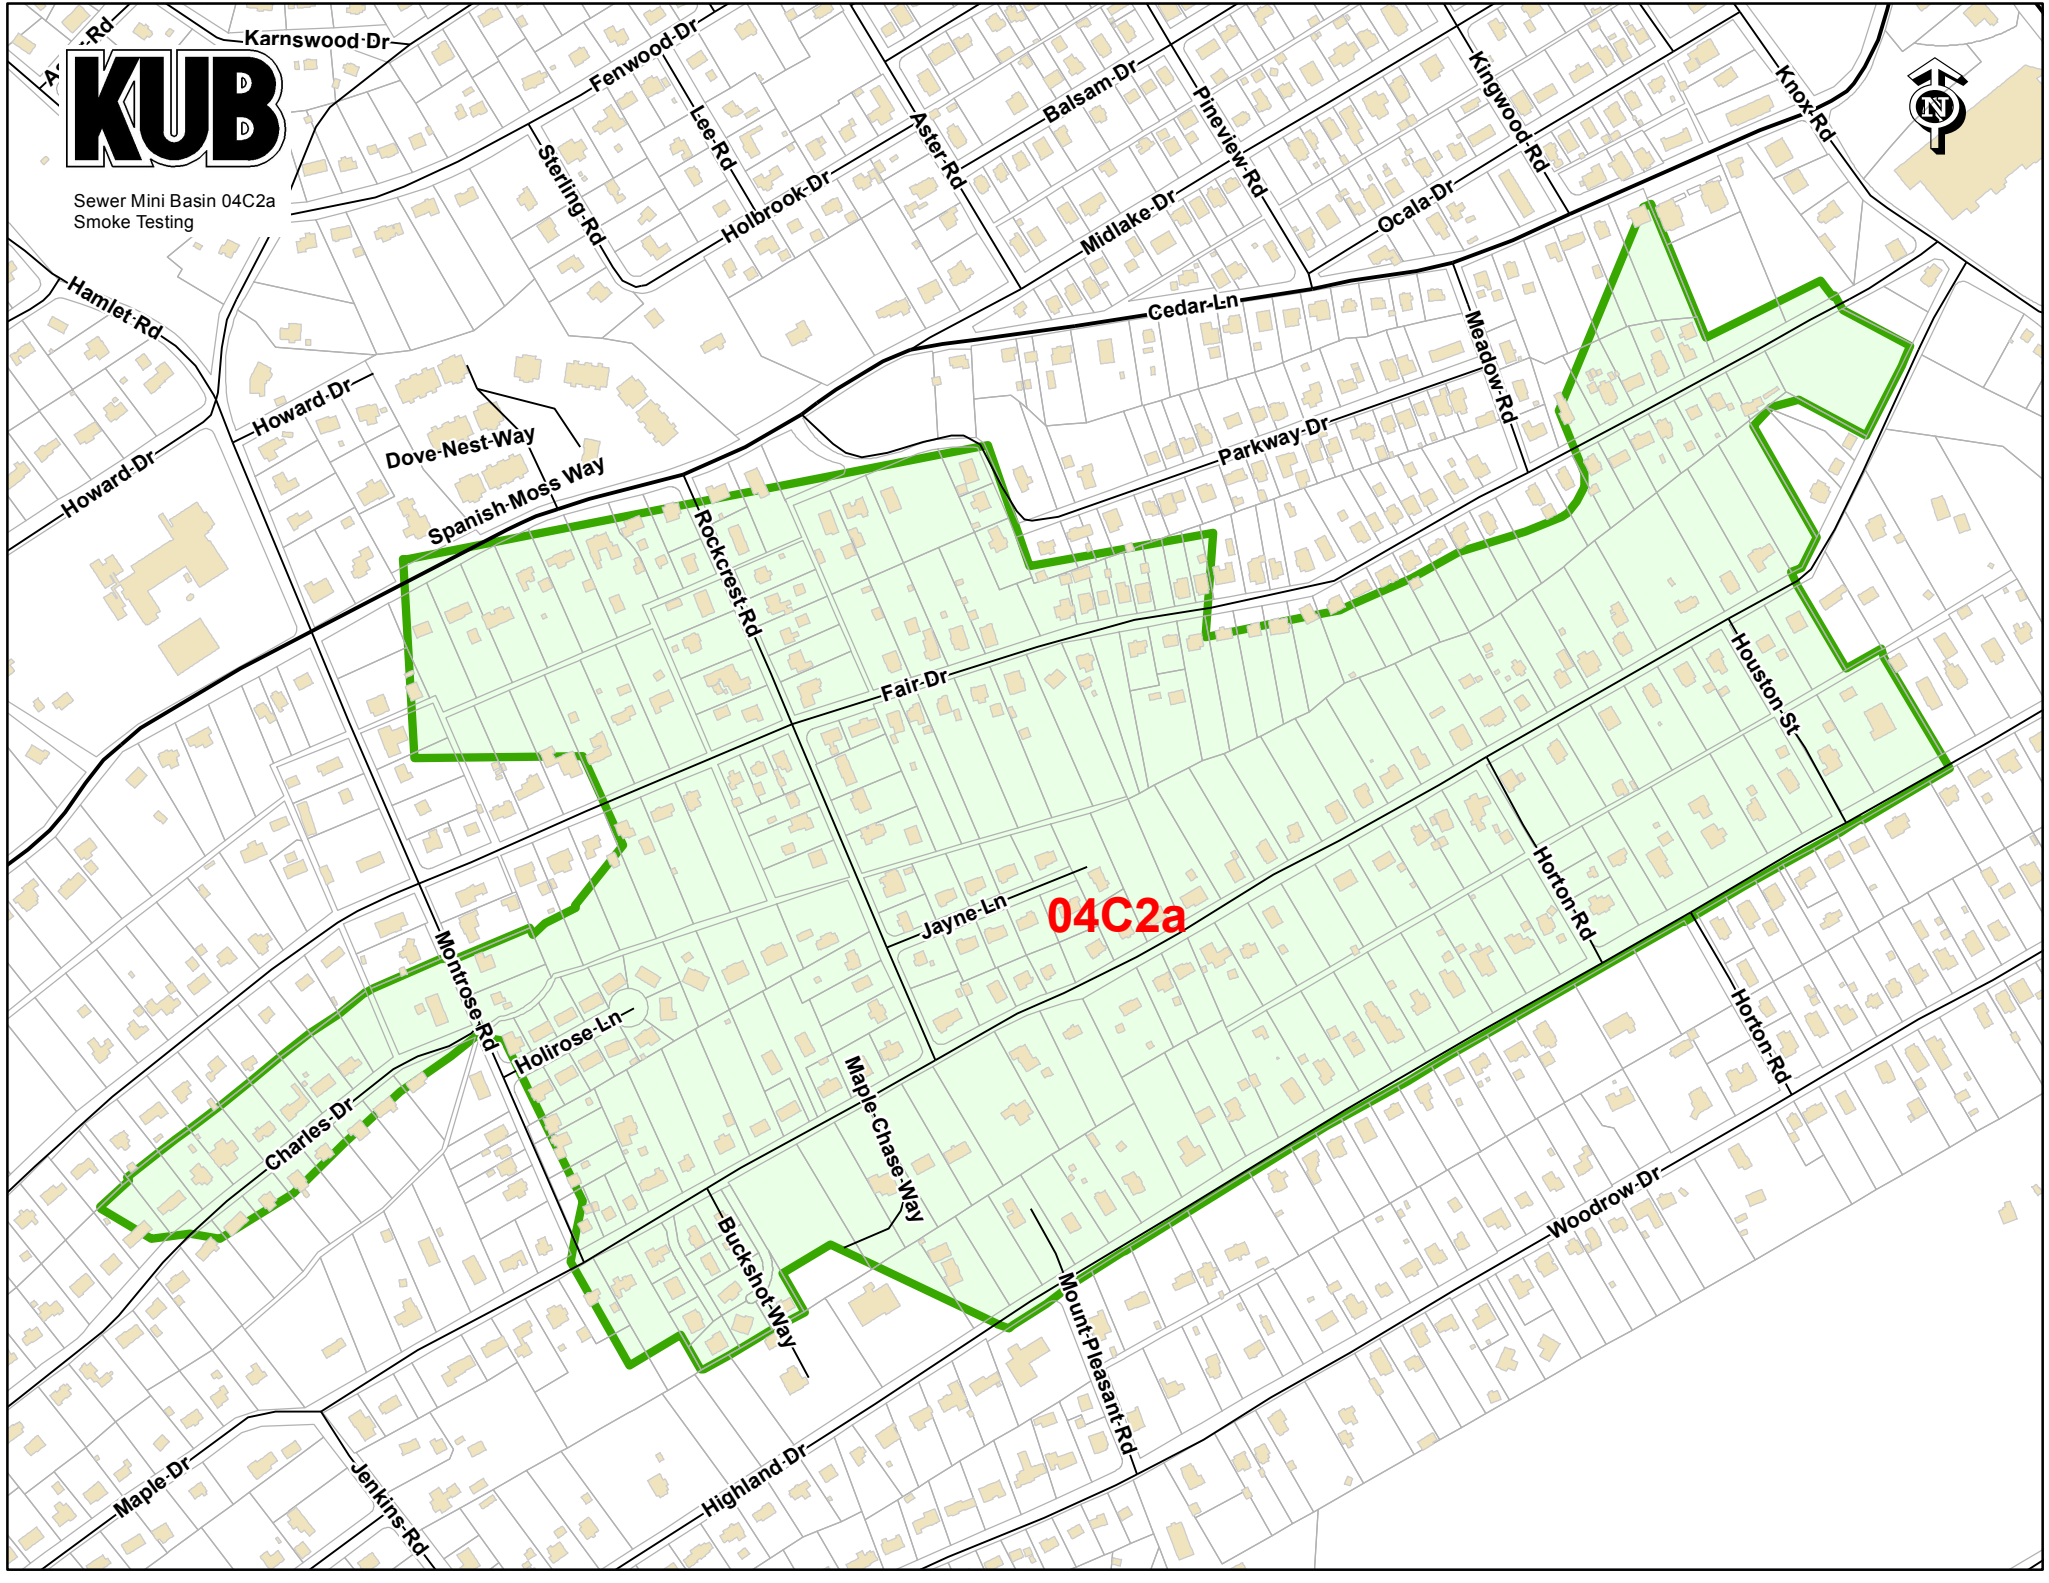 Karnswood Dr
KUB
Sewer Mini Basin 04C2a
Smoke Testing
Fenwood Dr
Lee Rd
Sterling Rd
Holbrook Dr
Aster Rd
Balsam Dr
Pineview Rd
Midlake Dr
Kingwood Rd
Ocala Dr
Knox Rd
N
Hamlet Rd
Howard Dr
Howard Dr
Dove Nest Way
Spanish Moss Way
Cedar Ln
Meadow Rd
Parkway Dr
Rockcrest Rd
Fair Dr
Houston St
Horton Rd
Jayne Ln
04C2a
Montrose Rd
Holirose Ln
Horton Rd
Charles Dr
Maple Chase Way
Buckshot Way
Woodrow Dr
Mount Pleasant Rd
Highland Dr
Maple Dr
Jenkins Rd